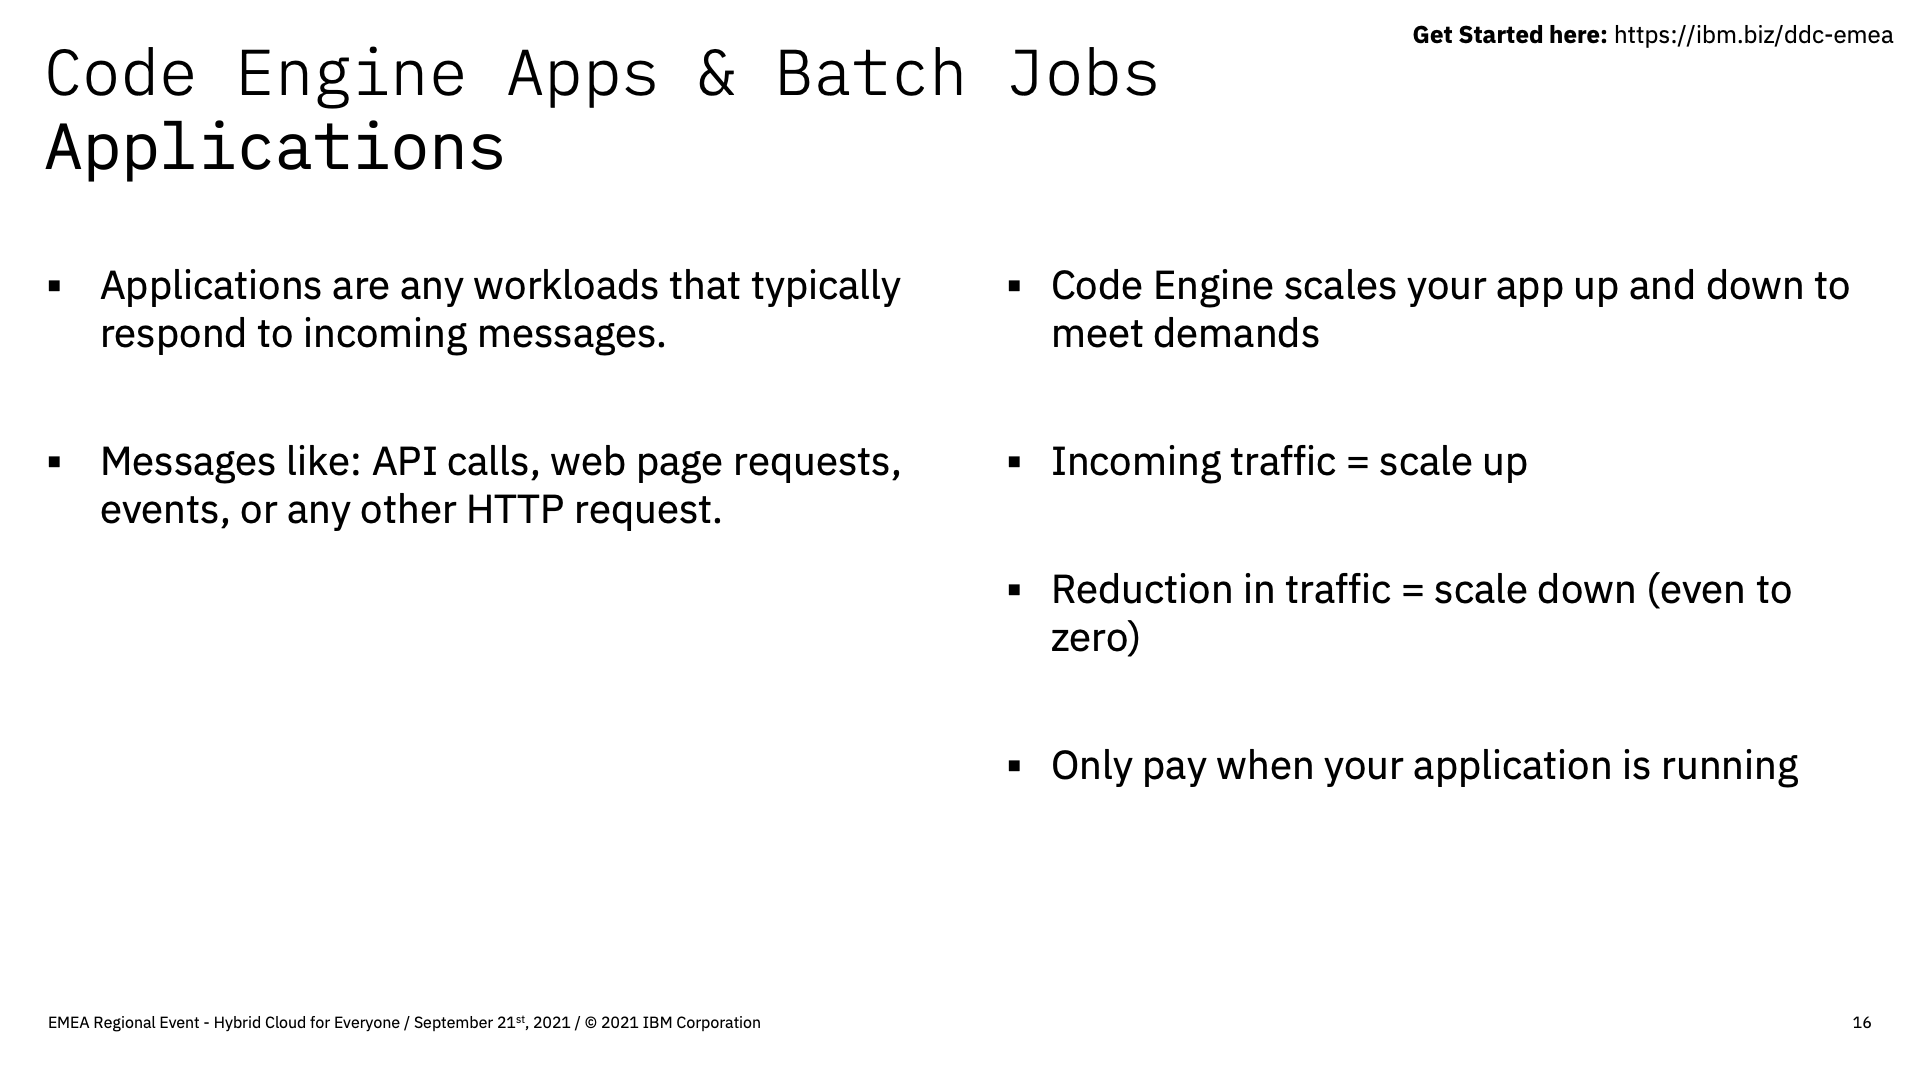 Get Started here: https://ibm.biz/ddc-emea
Code Engine Apps & Batch Jobs
Applications
▪ Applications are any workloads that typically
respond to incoming messages.
▪ Messages like: API calls, web page requests,
events, or any other HTTP request.
▪ Code Engine scales your app up and down to
meet demands
▪ Incoming traffic = scale up
▪ Reduction in traffic = scale down (even to
zero)
▪ Only pay when your application is running
EMEA Regional Event - Hybrid Cloud for Everyone / September 21st, 2021 / © 2021 IBM Corporation
16